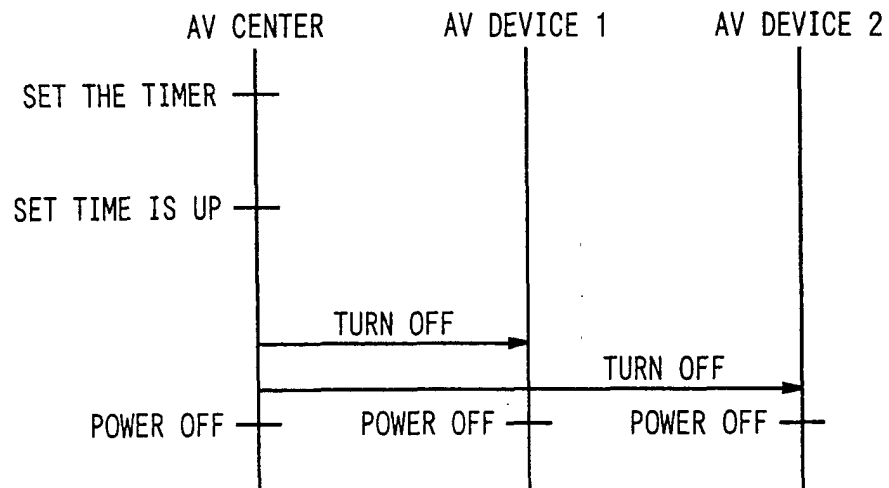 AV CENTER AV DEVICE 1 AV DEVICE 2
SET THE TIMER
SET TIME IS UP
TURN OFF
TURN OFF
POWER OFF POWER OFF POWER OFF